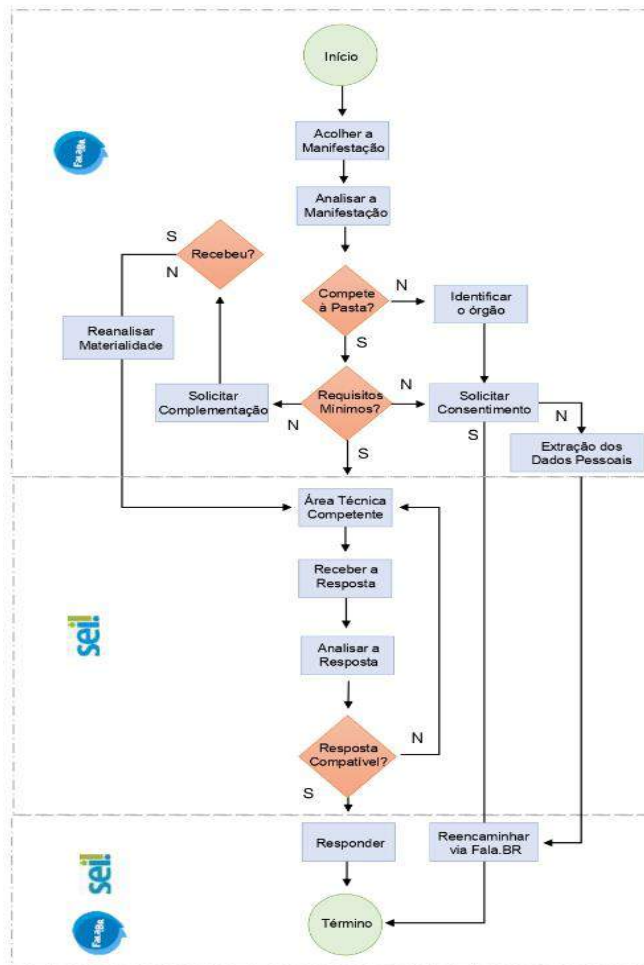 Início
Acolher a
Manifestação
Analisar a
Manifestação
S
Recebeu?
N
Compete
à Pasta?
N
Identificar
o órgão
Reanalisar
Materialidade
S
Solicitar
Complementação
N
Requisitos
Mínimos?
N
Solicitar
Consentimento
N
S
S
Extração dos
Dados Pessoais
Área Técnica
Competente
Receber a
Resposta
sei!
Analisar a
Resposta
Resposta
Compatível?
N
S
Responder
Reencaminhar
via Fala.BR
sei!
Término